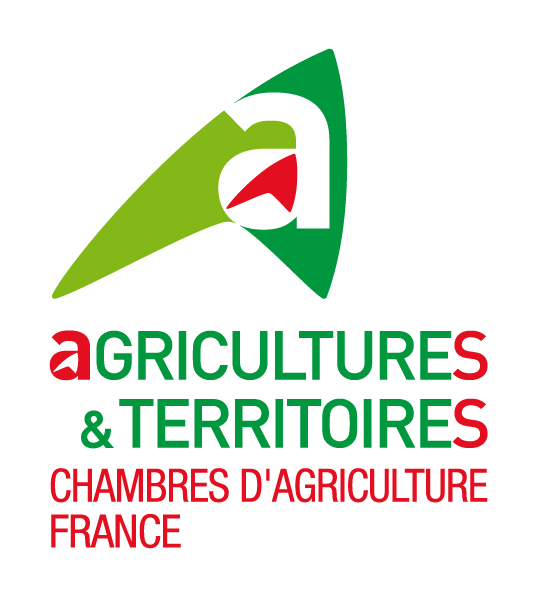 a
aGRICULTURES
& TERRITOIRES
CHAMBRES D'AGRICULTURE
FRANCE